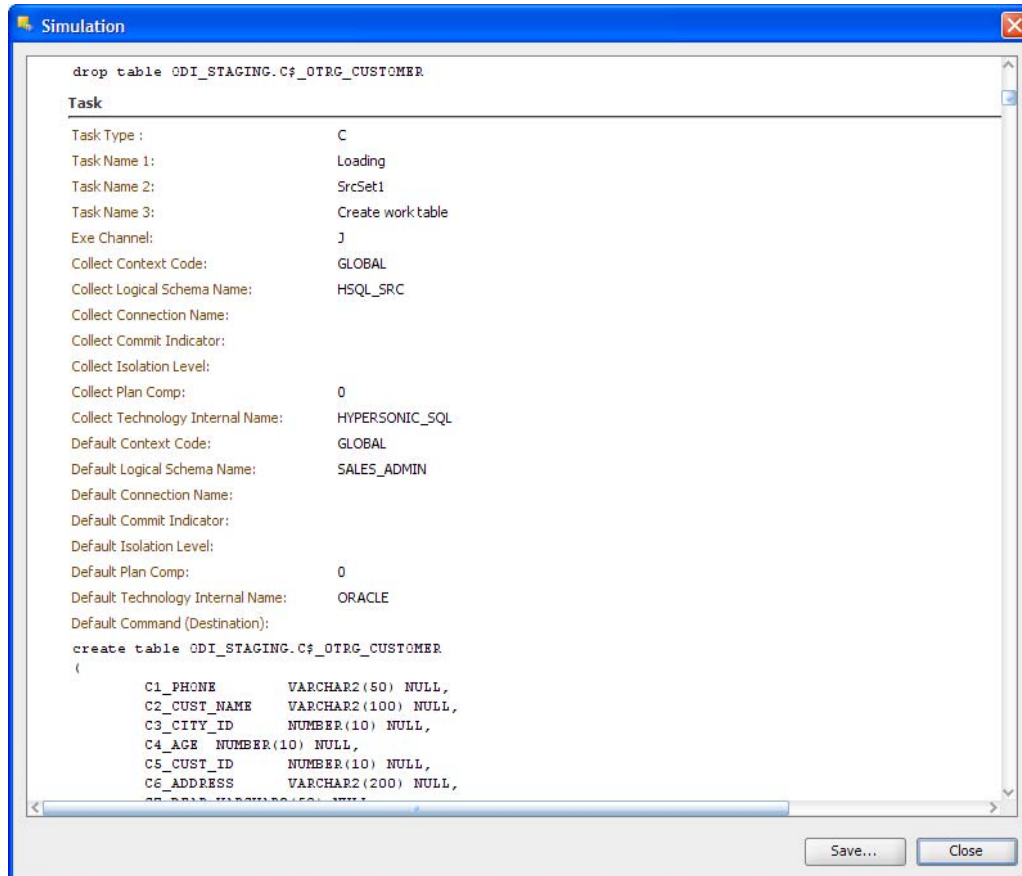 Simulation
drop table ODI_STAGING.C$_0TRG_CUSTOMER
Task
Task Type : C
Task Name 1: Loading
Task Name 2: SrcSet1
Task Name 3: Create work table
Exe Channel: J
Collect Context Code: GLOBAL
Collect Logical Schema Name: HSQL_SRC
Collect Connection Name:
Collect Commit Indicator:
Collect Isolation Level:
Collect Plan Comp: 0
Collect Technology Internal Name: HYPERSONIC_SQL
Default Context Code: GLOBAL
Default Logical Schema Name: SALES_ADMIN
Default Connection Name:
Default Commit Indicator:
Default Isolation Level:
Default Plan Comp: 0
Default Technology Internal Name: ORACLE
Default Command (Destination):
create table ODI_STAGING.C$_0TRG_CUSTOMER
(
C1_PHONE VARCHAR2(50) NULL,
C2_CUST_NAME VARCHAR2(100) NULL,
C3_CITY_ID NUMBER(10) NULL,
C4_AGE NUMBER(10) NULL,
C5_CUST_ID NUMBER(10) NULL,
C6_ADDRESS VARCHAR2(200) NULL,
Save... Close